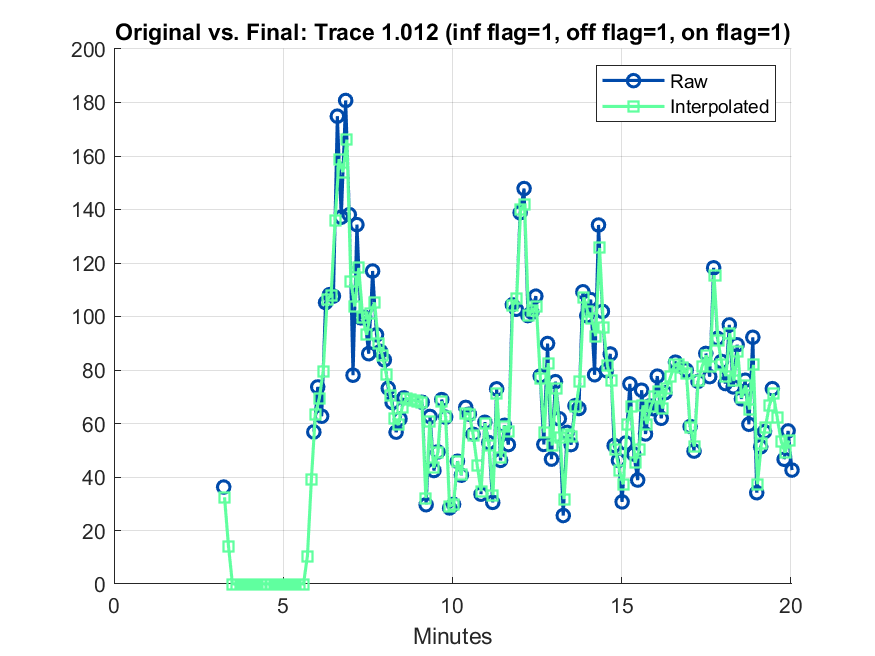 Original vs. Final: Trace 1.012 (inf flag=1, off flag=1, on flag=1)
200
180
160
140
120
100
80
60
40
20
0
Raw
Interpolated
0 5 10 15 20
Minutes